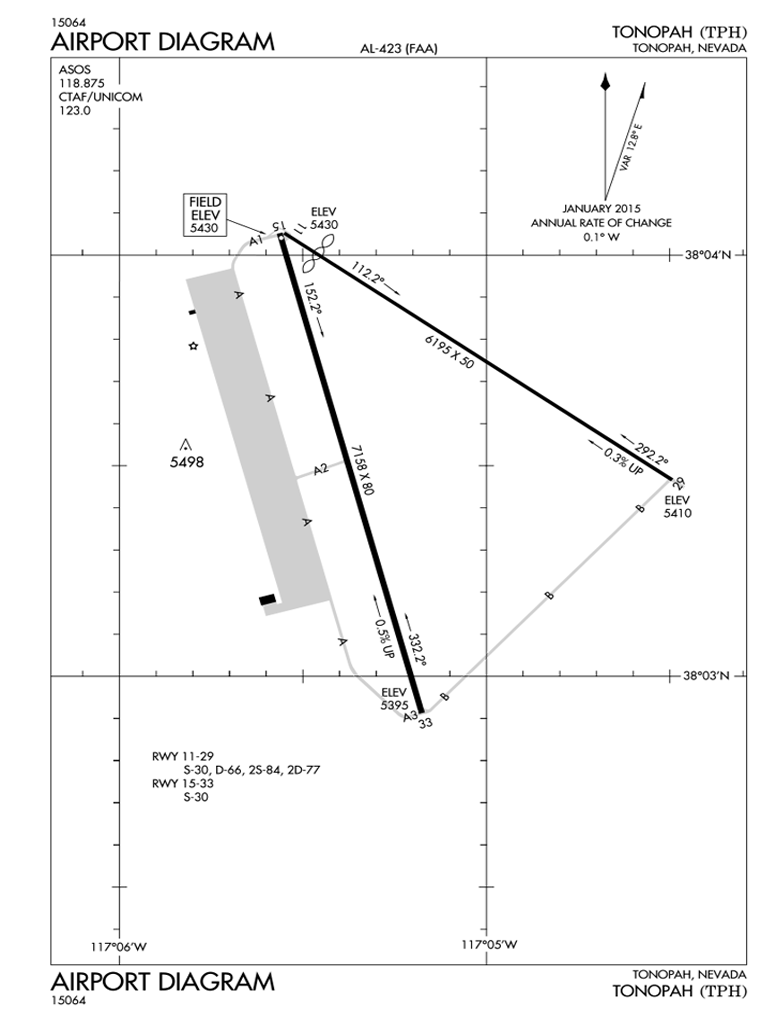 15064
AIRPORT DIAGRAM
AL-423 (FAA)
TONOPAH (TPH)
TONOPAH, NEVADA
ASOS
118.875
CTAF/UNICOM
123.0
VAR 12.8° E
JANUARY 2015
ANNUAL RATE OF CHANGE
0.1° W
FIELD
ELEV
5430
15
ELEV
5430
A1
38°04'N
112.2°
A
152.2°
6195 X 50
A
5498
A2
7158 X 80
292.2°
0.3% UP
29
ELEV
5410
B
A
B
A
0.5% UP
332.2°
38°03'N
ELEV
5395
B
A3
33
RWY 11-29
S-30, D-66, 2S-84, 2D-77
RWY 15-33
S-30
117°06'W
117°05'W
AIRPORT DIAGRAM
15064
TONOPAH, NEVADA
TONOPAH (TPH)